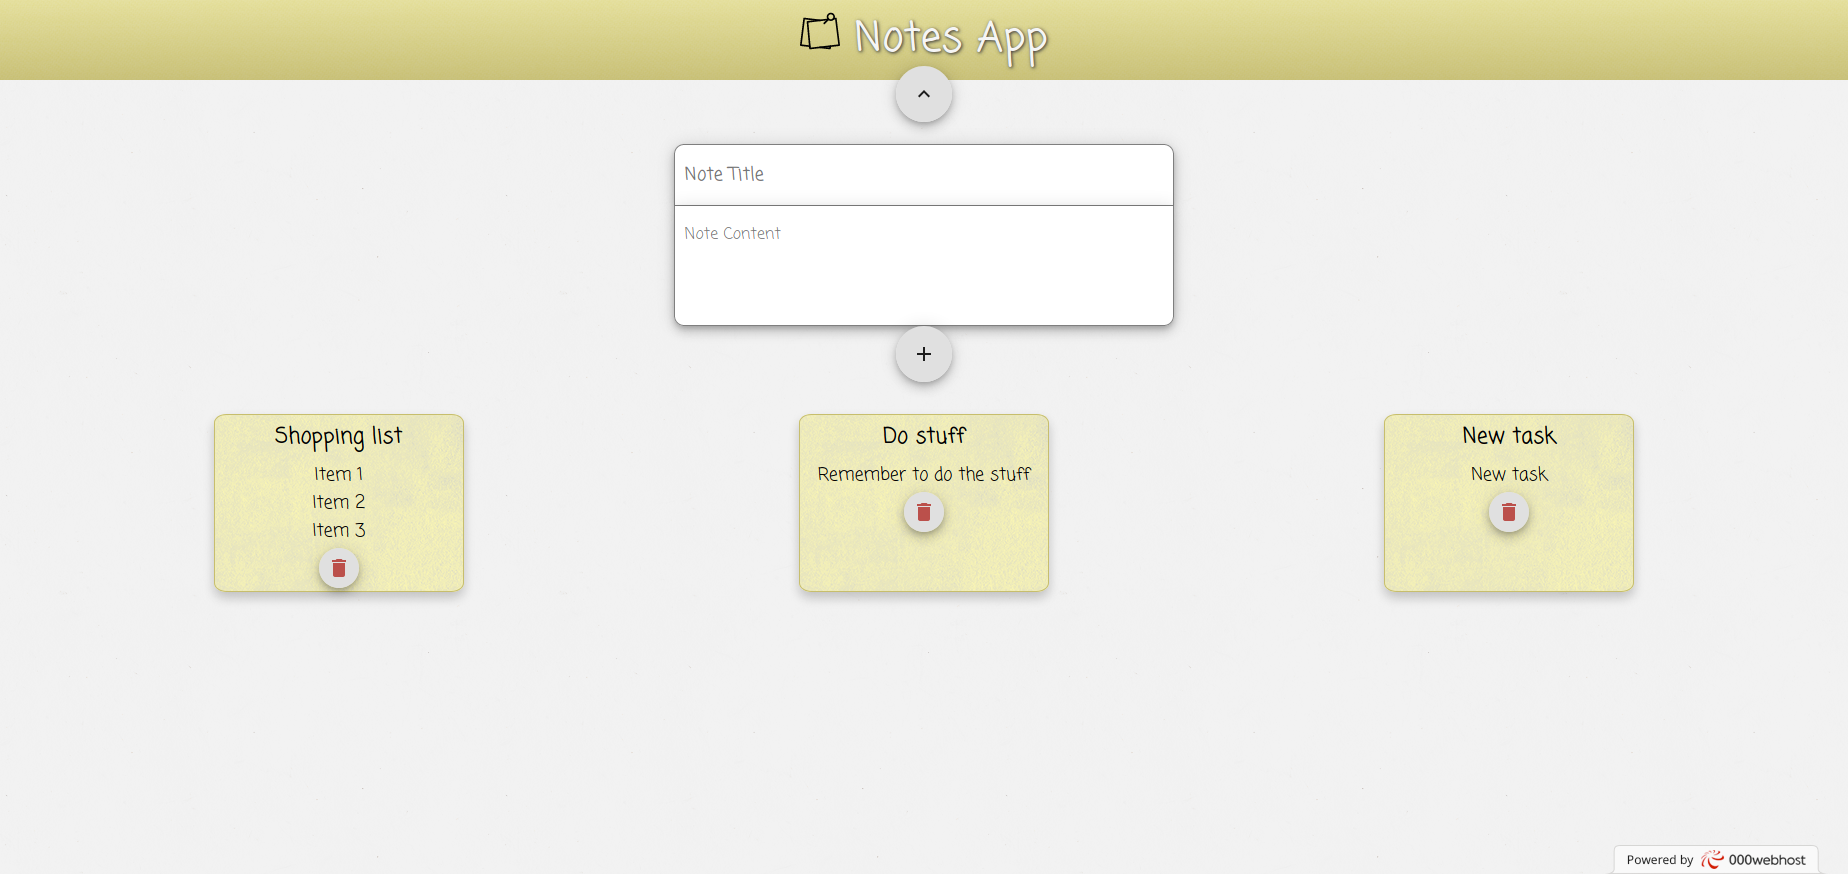 Notes App
Note Title
Note Content
Shopping list
Item 1
Item 2
Item 3
Do stuff
Remember to do the stuff
New task
New task
Powered by 000webhost